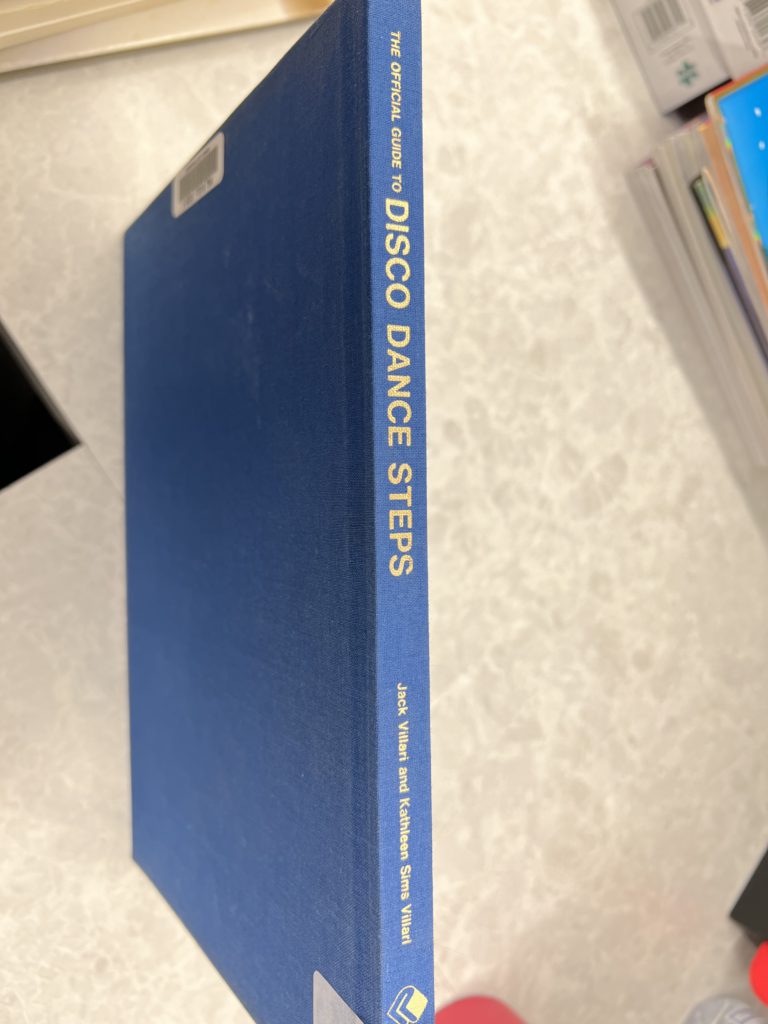 THE OFFICIAL GUIDE TO DISCO DANCE STEPS
Jack Villari and Kathleen Sims Villari